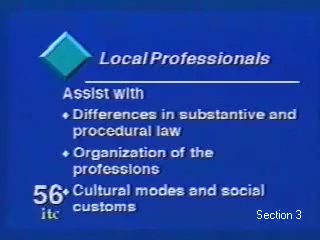 Local Professionals
Assist with
Differences in substantive and
procedural law
Organization of the
professions
Cultural modes and social
customs
56
itc
Section 3